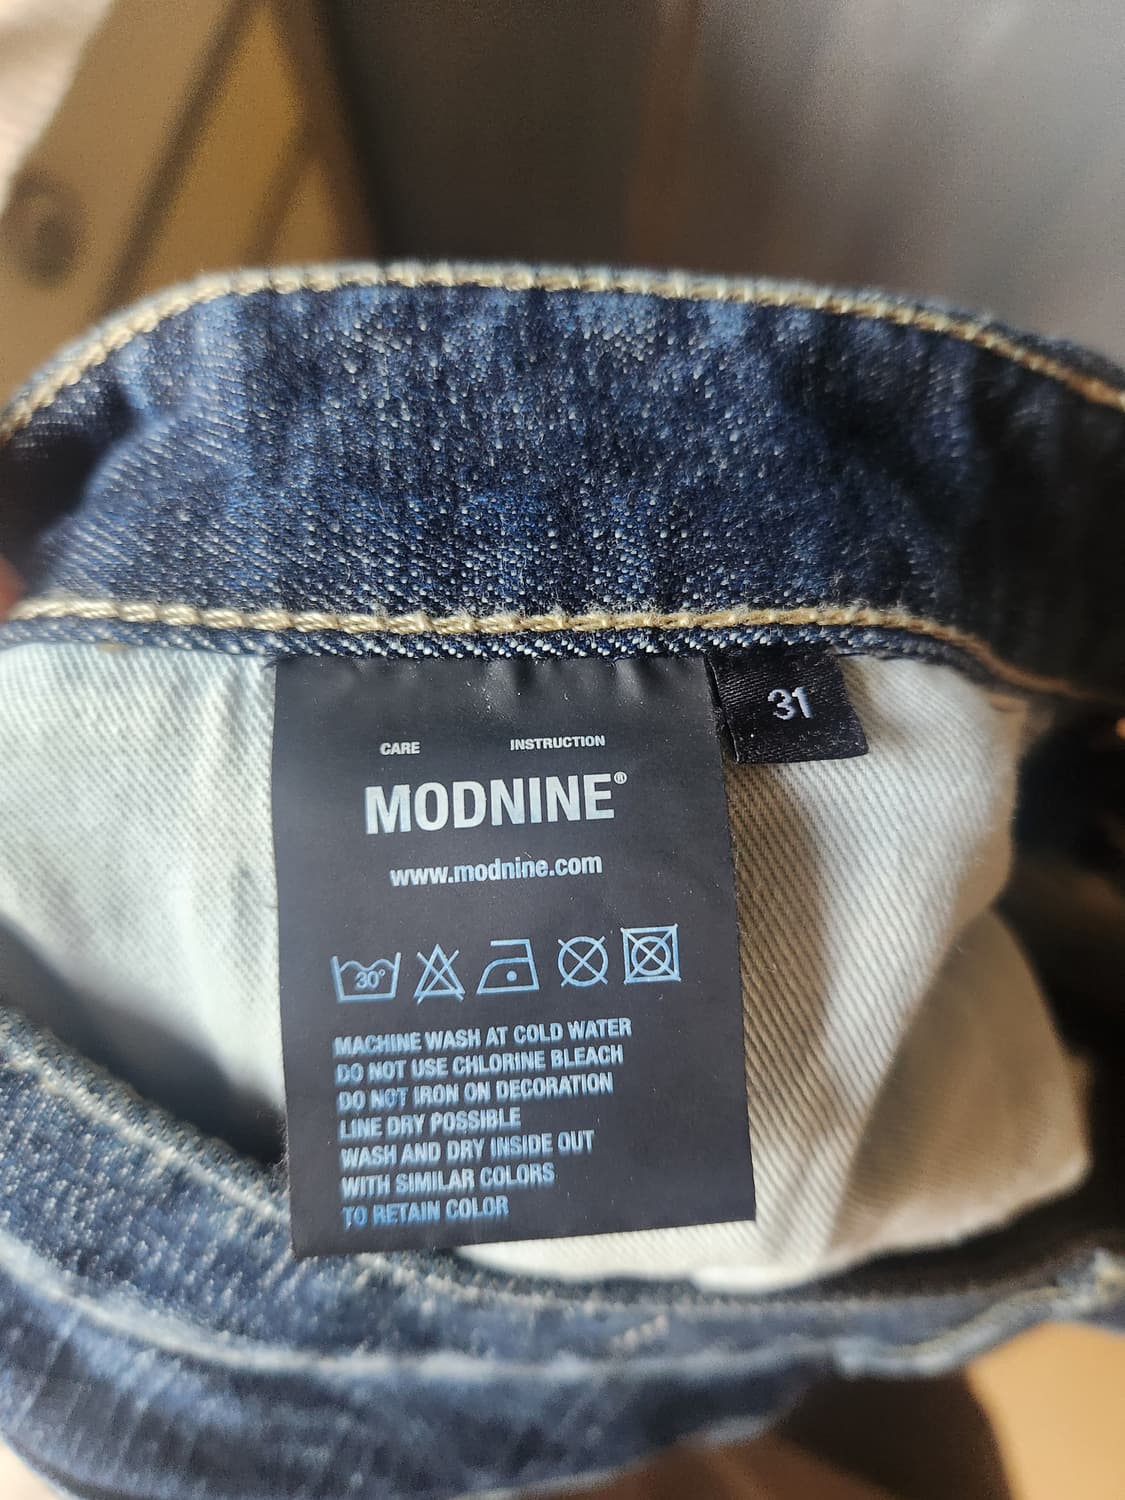 31
CARE INSTRUCTION
MODNINE®
www.modnine.com
30°
MACHINE WASH AT COLD WATER
DO NOT USE CHLORINE BLEACH
DO NOT IRON ON DECORATION
LINE DRY POSSIBLE
WASH AND DRY INSIDE OUT
WITH SIMILAR COLORS
TO RETAIN COLOR